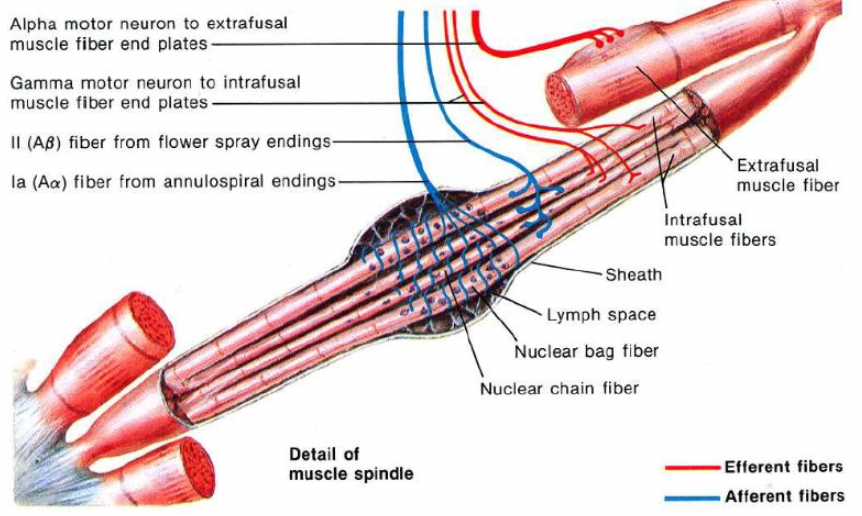 Alpha motor neuron to extrafusal
muscle fiber end plates
Gamma motor neuron to intrafusal
muscle fiber end plates
II (Aβ) fiber from flower spray endings
Ia (Aα) fiber from annulospiral endings
Extrafusal
muscle fiber
Intrafusal
muscle fibers
Sheath
Lymph space
Nuclear bag fiber
Nuclear chain fiber
Detail of
muscle spindle
Efferent fibers
Afferent fibers